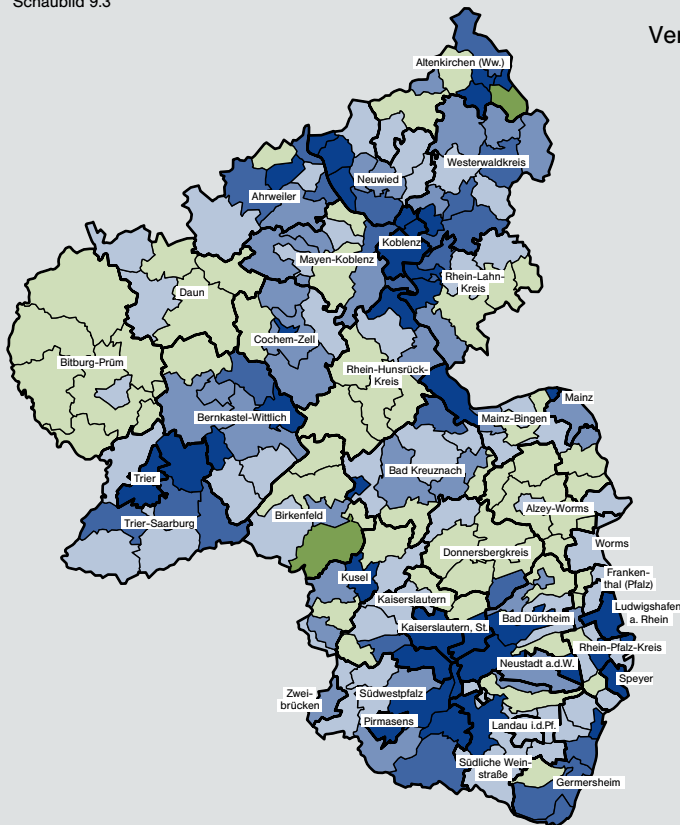 Schaubild 9.3
Ver
Altenkirchen (Ww.)
Westerwaldkreis
Neuwied
Ahrweiler
Koblenz
Mayen-Koblenz
Rhein-Lahn-
Kreis
Daun
Cochem-Zell
Bitburg-Prüm
Rhein-Hunsrück-
Kreis
Mainz
Bernkastel-Wittlich
Mainz-Bingen
Bad Kreuznach
Trier
Alzey-Worms
Birkenfeld
Trier-Saarburg
Worms
Donnersbergkreis
Franken-
thal (Pfalz)
Kusel
Kaiserslautern
Ludwigshafen
a. Rhein
Bad Dürkheim
Kaiserslautern, St.
Rhein-Pfalz-Kreis
Neustadt a.d.W.
Speyer
Zwei-
brücken
Südwestpfalz
Pirmasens
Landau i.d.Pf.
Südliche Wein-
straße
Germersheim